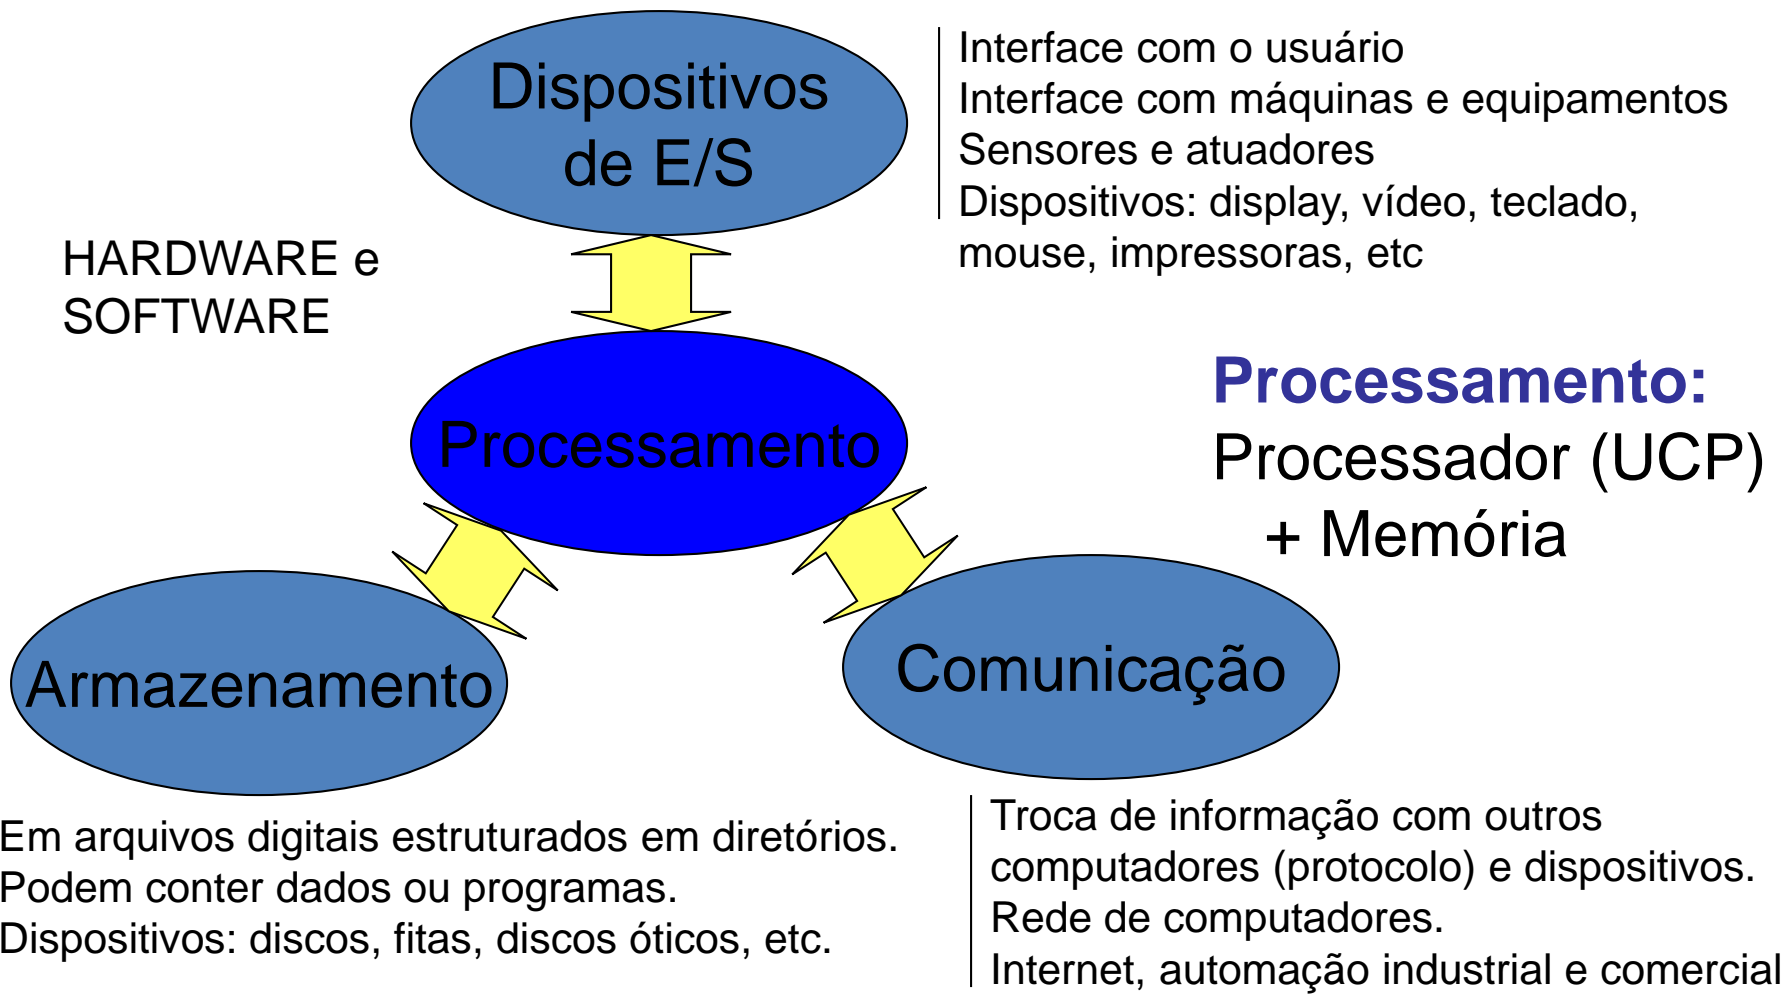 Dispositivos
de E/S
Interface com o usuário
Interface com máquinas e equipamentos
Sensores e atuadores
Dispositivos: display, vídeo, teclado,
mouse, impressoras, etc
HARDWARE e
SOFTWARE
Processamento
Processamento:
Processador (UCP)
+ Memória
Armazenamento
Comunicação
Em arquivos digitais estruturados em diretórios.
Podem conter dados ou programas.
Dispositivos: discos, fitas, discos óticos, etc.
Troca de informação com outros
computadores (protocolo) e dispositivos.
Rede de computadores.
Internet, automação industrial e comercial